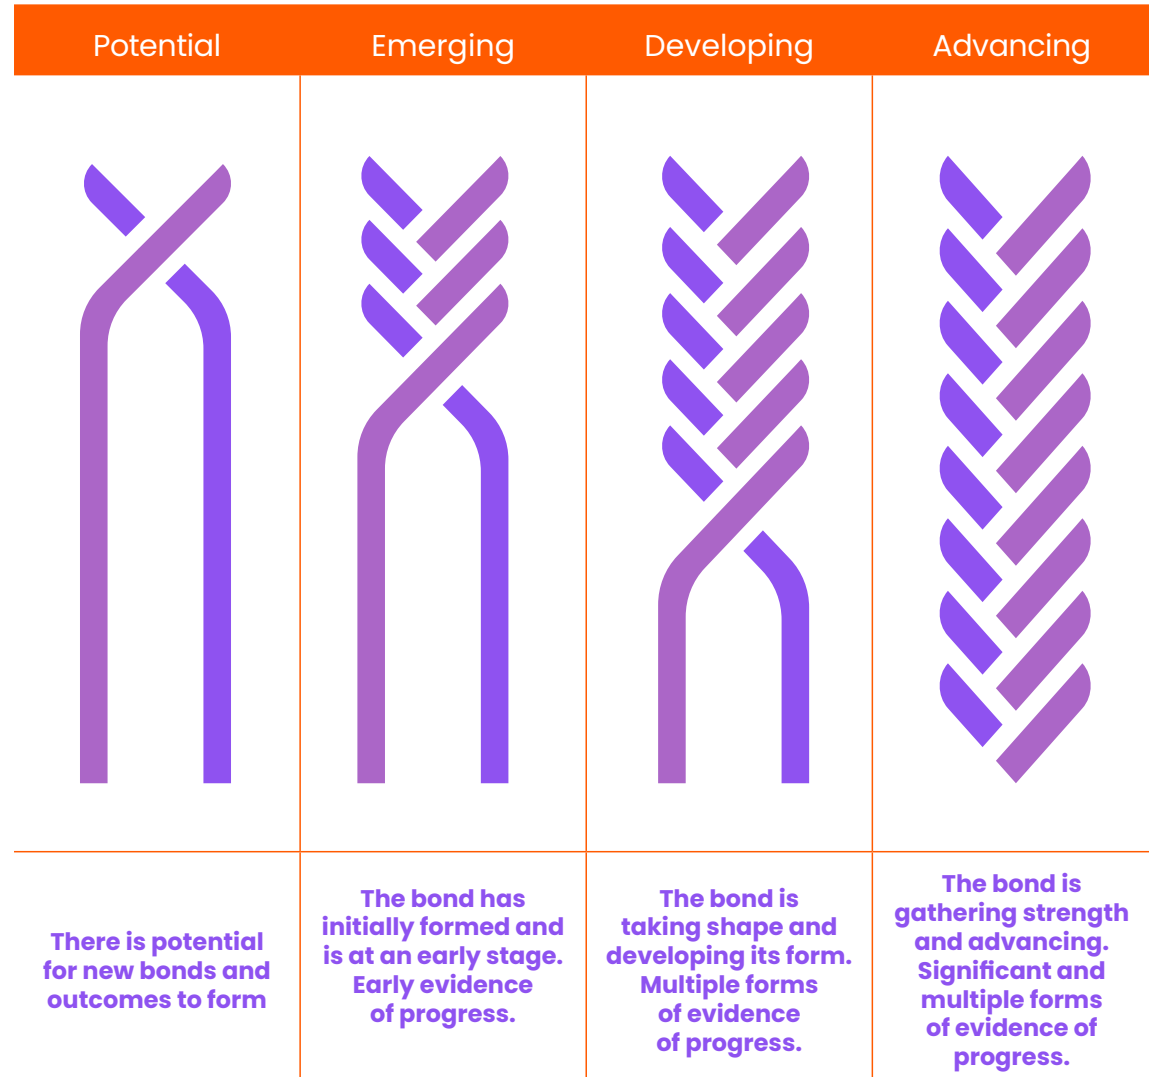 Potential
Emerging
Developing
Advancing
There is potential
for new bonds and
outcomes to form
The bond has
initially formed and
is at an early stage.
Early evidence
of progress.
The bond is
taking shape and
developing its form.
Multiple forms
of evidence
of progress.
The bond is
gathering strength
and advancing.
Significant and
multiple forms
of evidence of
progress.